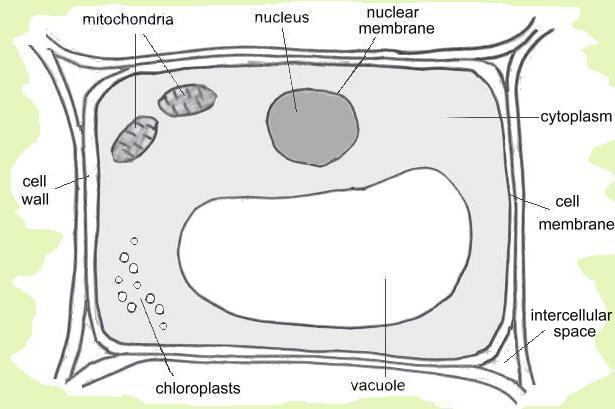 mitochondria
nucleus
nuclear
membrane
cytoplasm
cell
wall
cell
membrane
intercellular
space
chloroplasts
vacuole